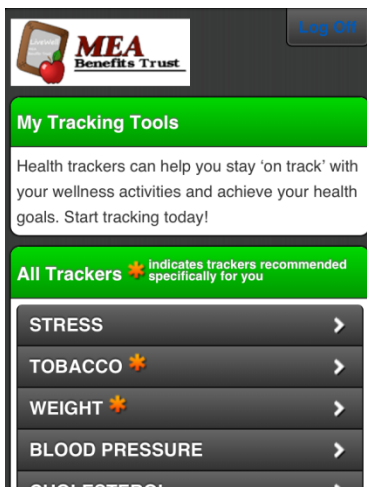 Log Off
LiveWell
MEA
Benefits Trust
My Tracking Tools
Health trackers can help you stay ‘on track’ with
your wellness activities and achieve your health
goals. Start tracking today!
All Trackers * indicates trackers recommended
specifically for you
STRESS
TOBACCO *
WEIGHT *
BLOOD PRESSURE
CHOLESTEROL